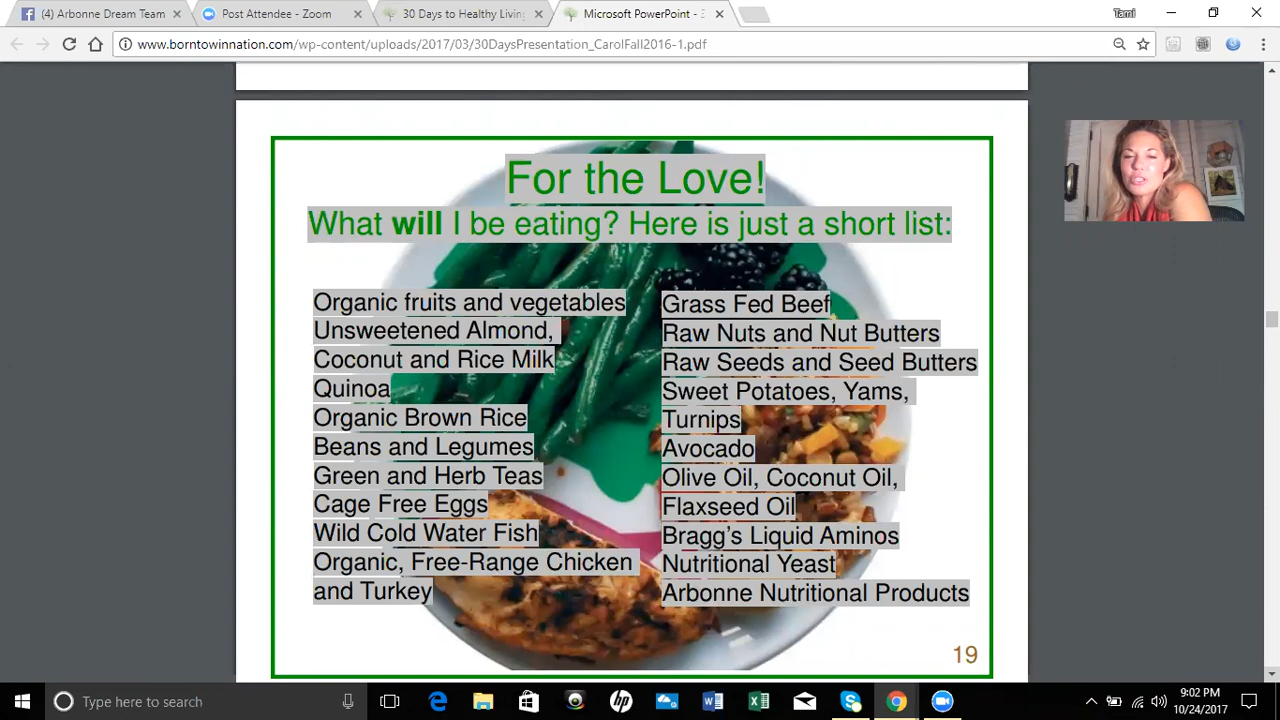 (4) Arbonne Dream Team
Post Attendee - Zoom
30 Days to Healthy Living
Microsoft PowerPoint - 
Tami
www.borntowinnation.com/wp-content/uploads/2017/03/30DaysPresentation_CarolFall2016-1.pdf
For the Love!
What will I be eating? Here is just a short list:
Organic fruits and vegetables
Unsweetened Almond,
Coconut and Rice Milk
Quinoa
Organic Brown Rice
Beans and Legumes
Green and Herb Teas
Cage Free Eggs
Wild Cold Water Fish
Organic, Free-Range Chicken
and Turkey
Grass Fed Beef
Raw Nuts and Nut Butters
Raw Seeds and Seed Butters
Sweet Potatoes, Yams,
Turnips
Avocado
Olive Oil, Coconut Oil,
Flaxseed Oil
Bragg’s Liquid Aminos
Nutritional Yeast
Arbonne Nutritional Products
19
Type here to search
9:02 PM
10/24/2017